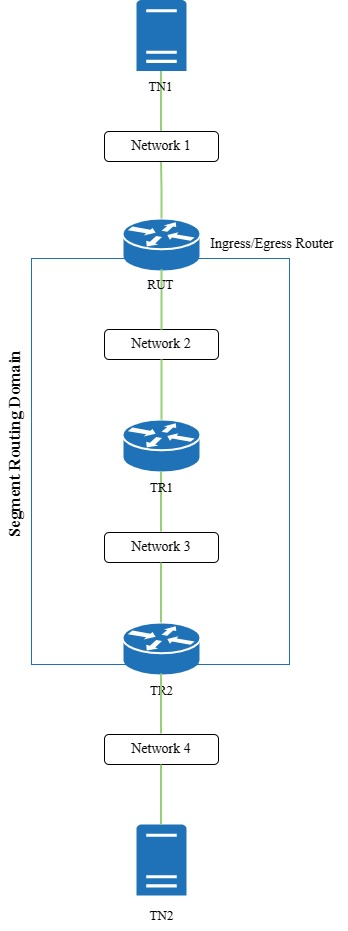 TN1
Network 1
Ingress/Egress Router
RUT
Network 2
Segment Routing Domain
TR1
Network 3
TR2
Network 4
TN2